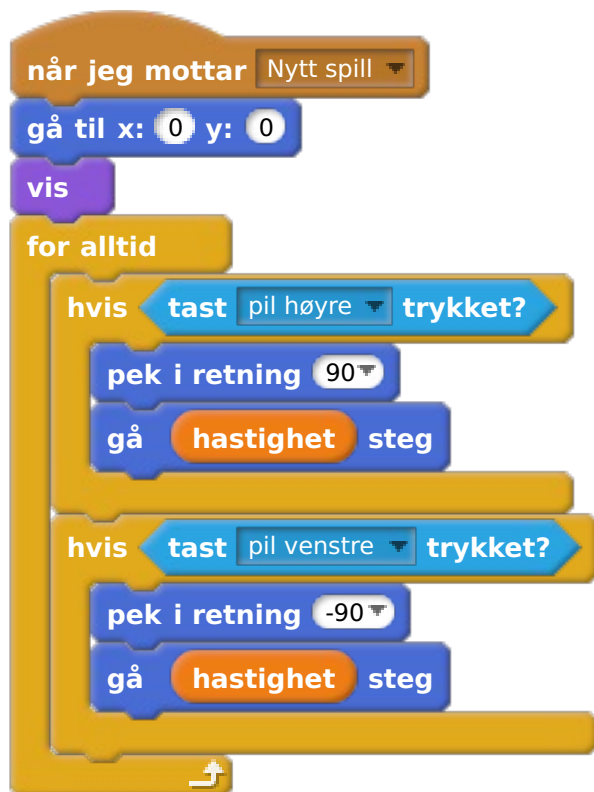 når jeg mottar Nytt spill
gå til x: 0 y: 0
vis
for alltid
hvis tast pil høyre trykket?
pek i retning 90
gå hastighet steg
hvis tast pil venstre trykket?
pek i retning -90
gå hastighet steg